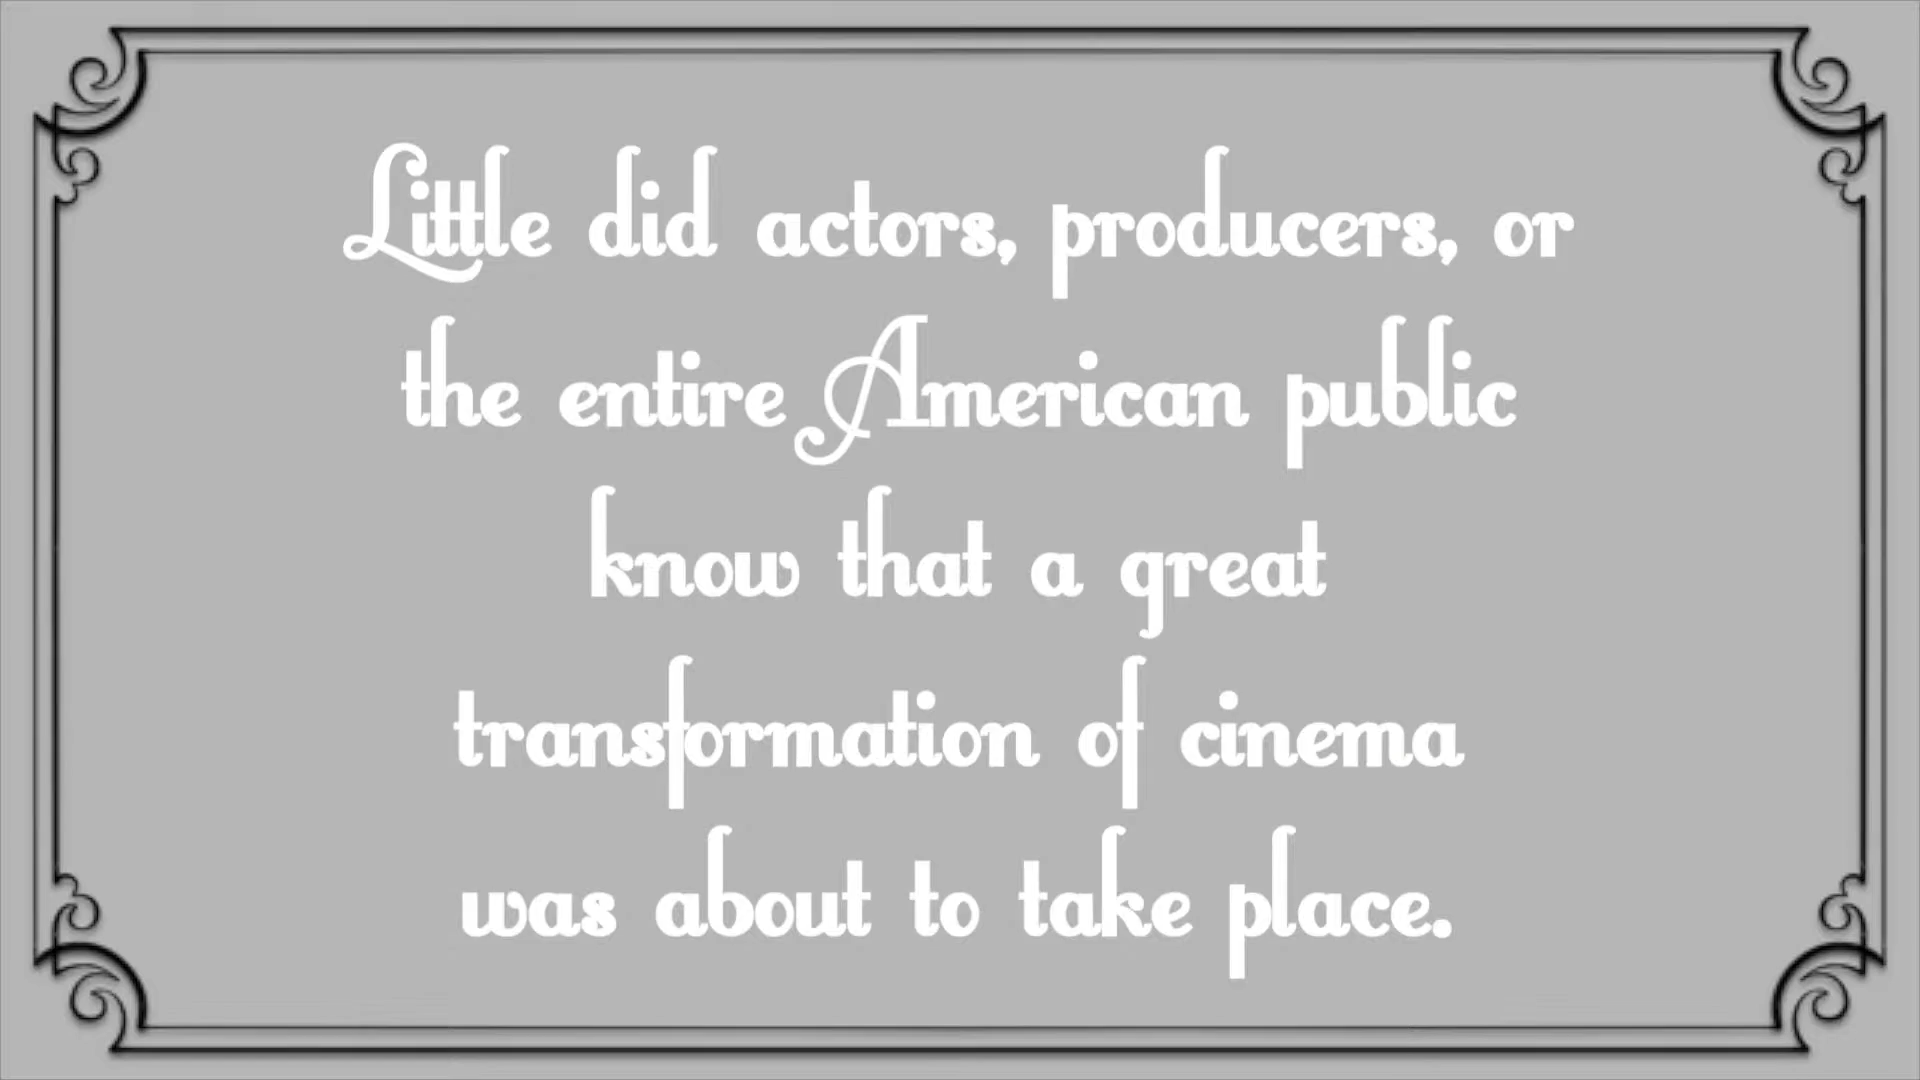 Little did actors, producers, or
the entire American public
know that a great
transformation of cinema
was about to take place.